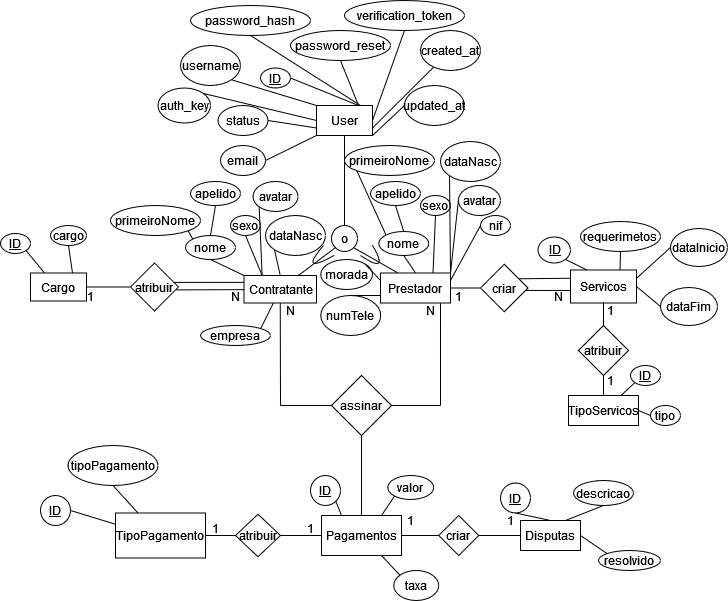 password_hash
verification_token
password_reset
created_at
username
ID
auth_key
updated_at
status
User
email
primeiroNome
dataNasc
apelido
avatar
apelido
sexo
avatar
primeiroNome
sexo
dataNasc
nif
requerimetos
ID
cargo
nome
o
nome
ID
dataInicio
morada
Cargo
atribuir
Contratante
Prestador
criar
Servicos
1
N
1
N
dataFim
numTele
empresa
N
N
1
atribuir
1
ID
assinar
TipoServicos
tipo
tipoPagamento
ID
valor
ID
descricao
ID
TipoPagamento
1
atribuir
1
Pagamentos
1
criar
1
Disputas
resolvido
taxa